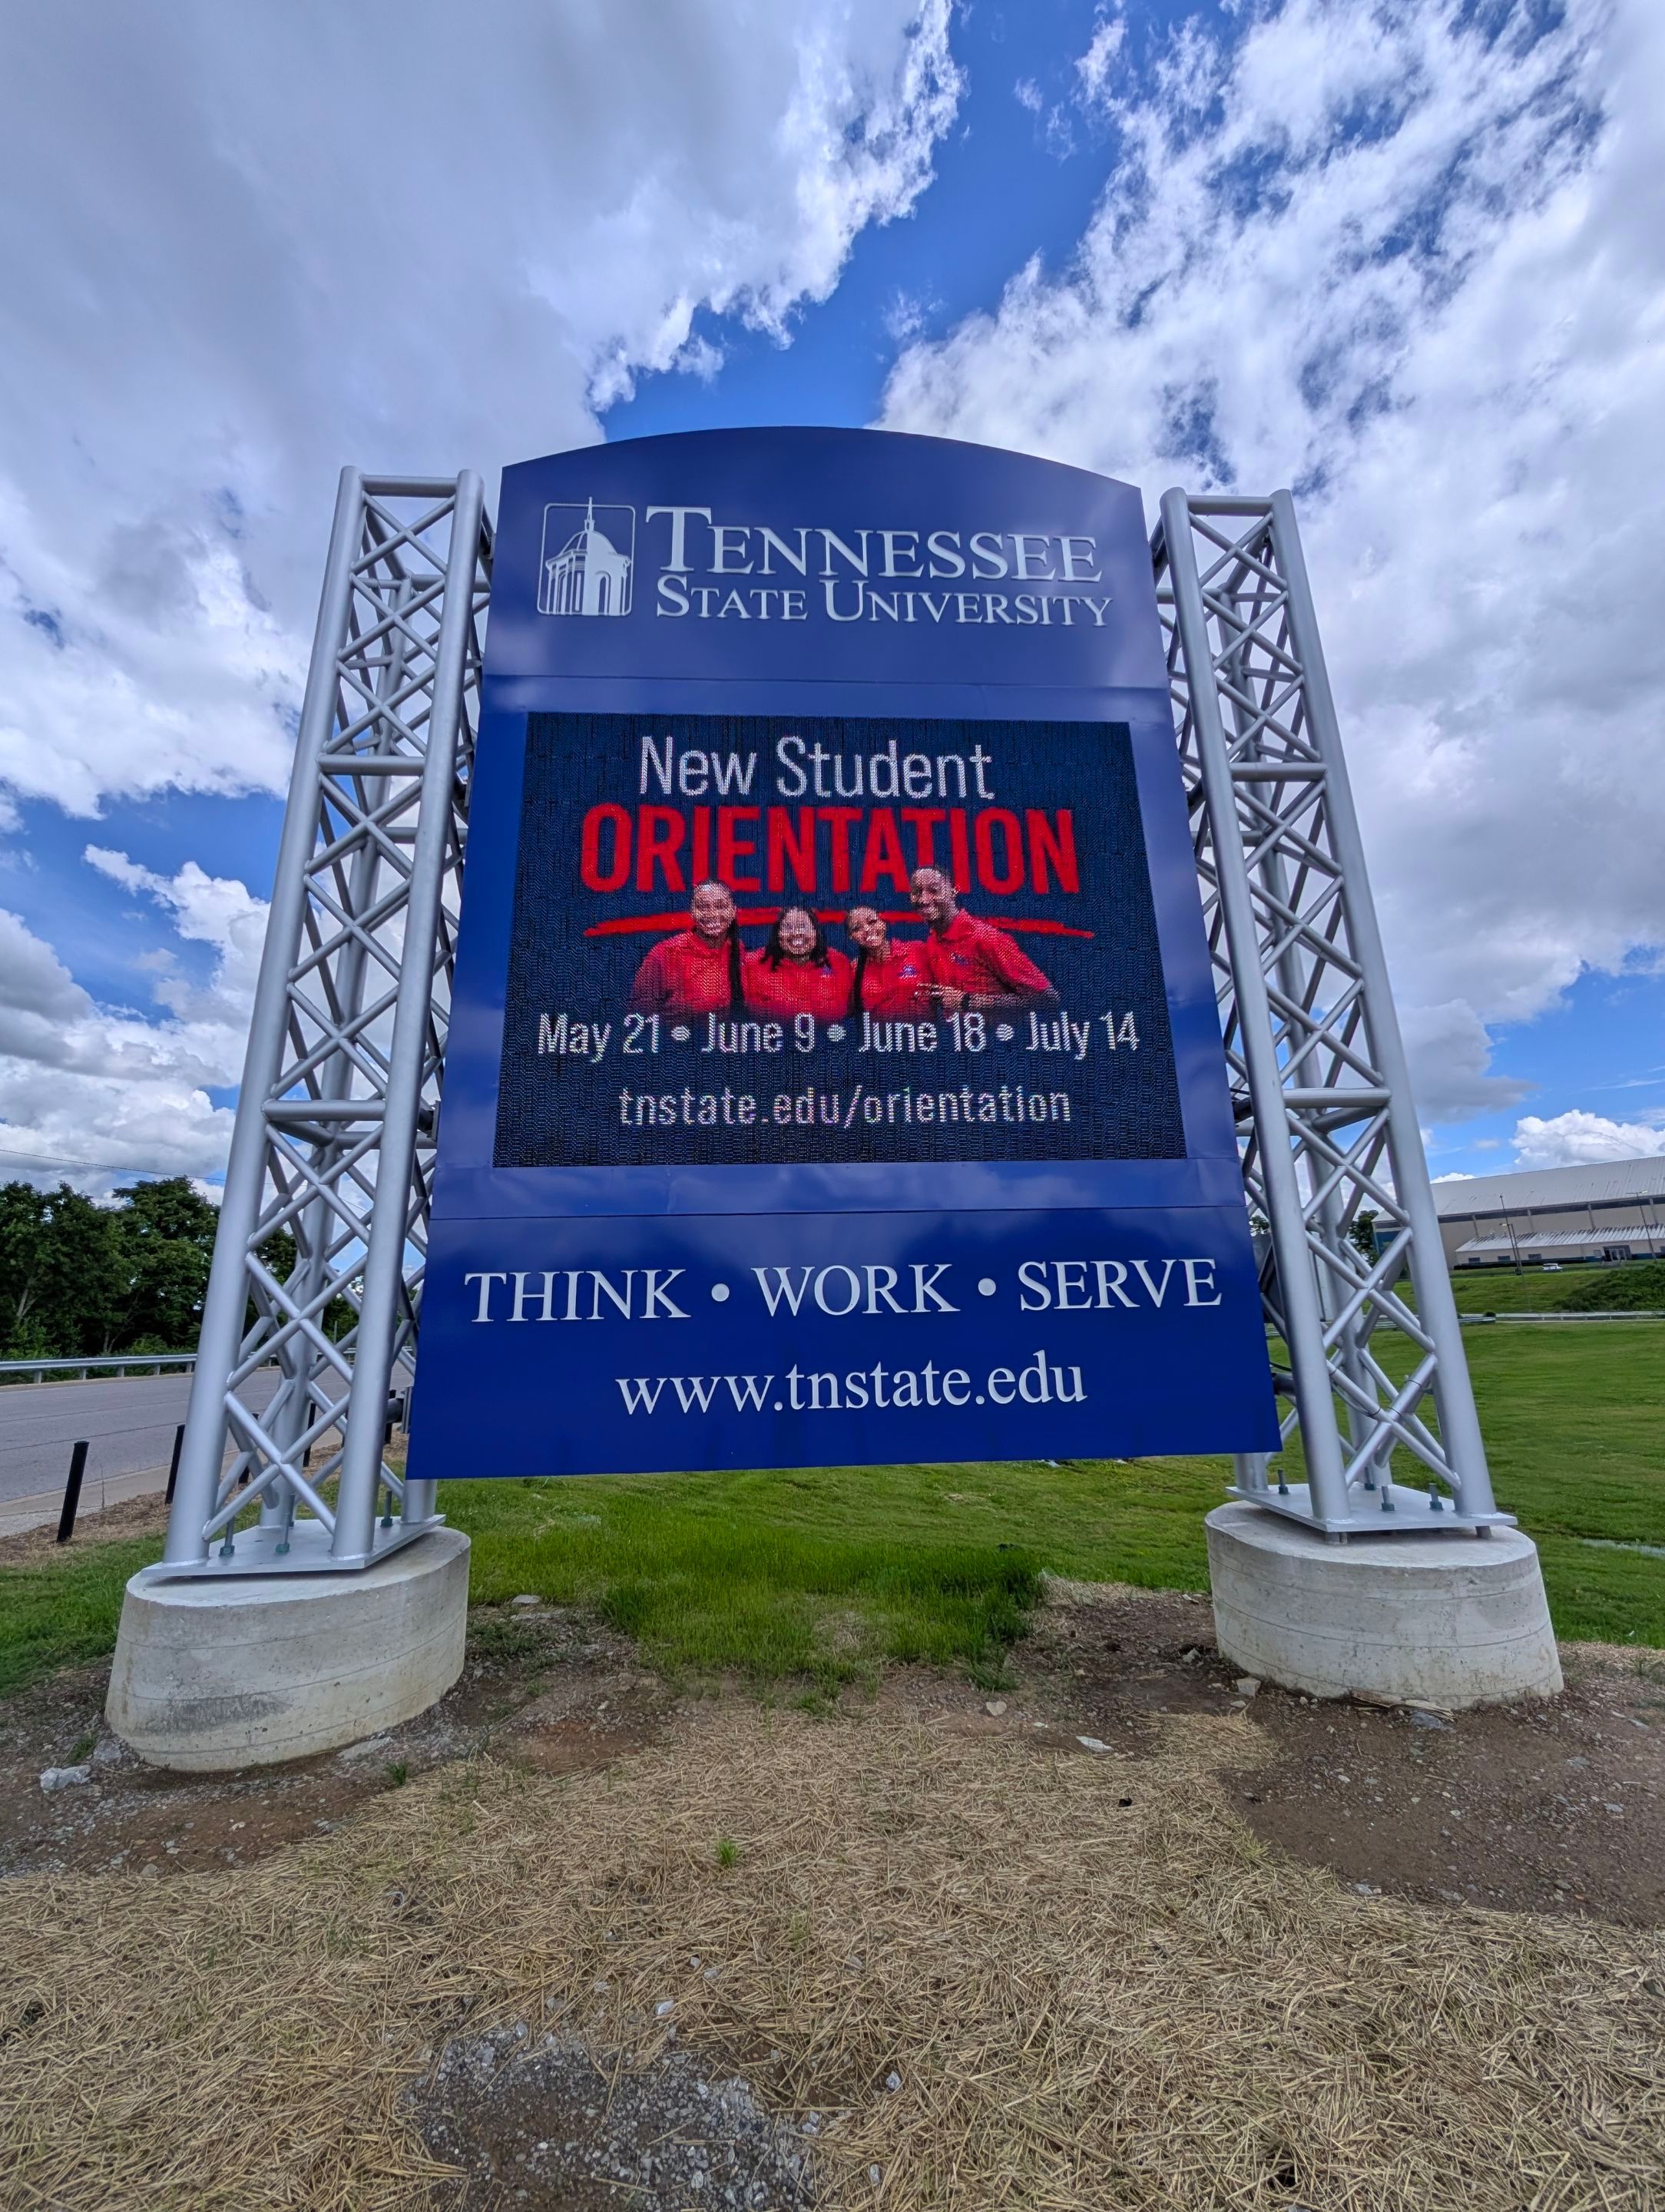 TENNESSEE
STATE UNIVERSITY
New Student
ORIENTATION
May 21 • June 9 • June 18 • July 14
tnstate.edu/orientation
THINK • WORK • SERVE
www.tnstate.edu